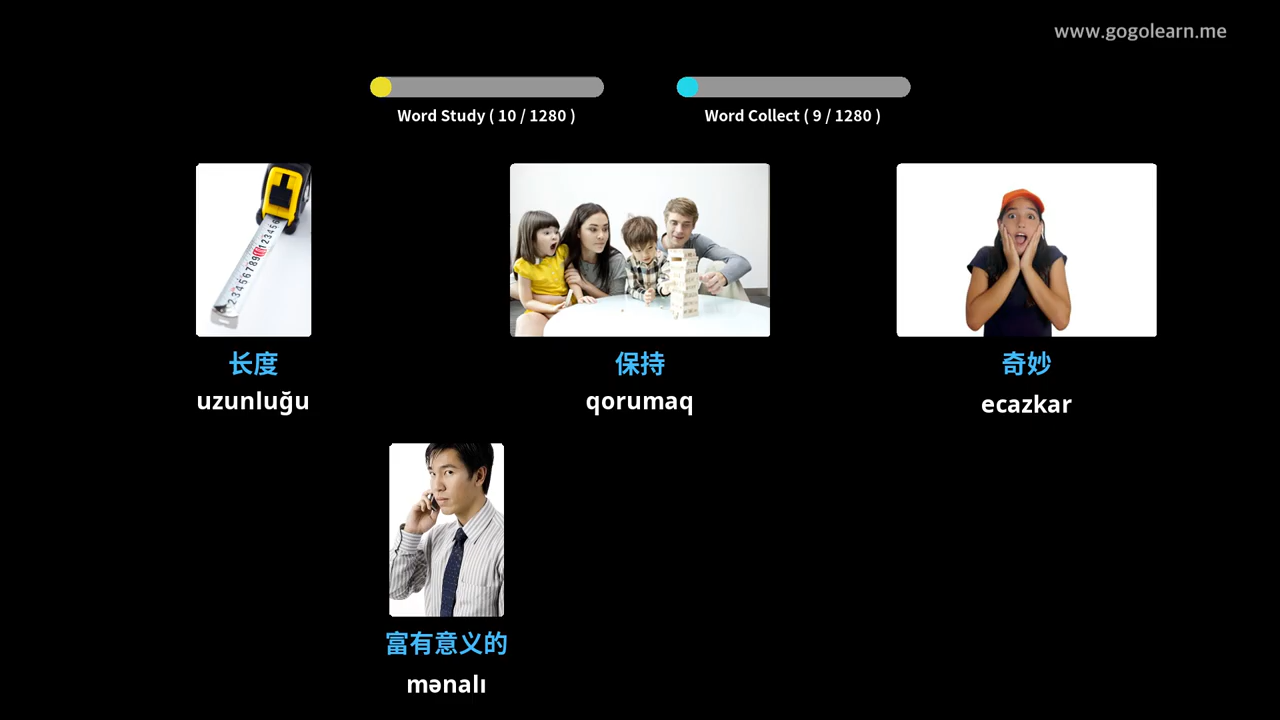 www.gogolearn.me
Word Study ( 10 / 1280 )
Word Collect ( 9 / 1280 )
长度
uzunluğu
保持
qorumaq
奇妙
ecazkar
富有意义的
mənalı